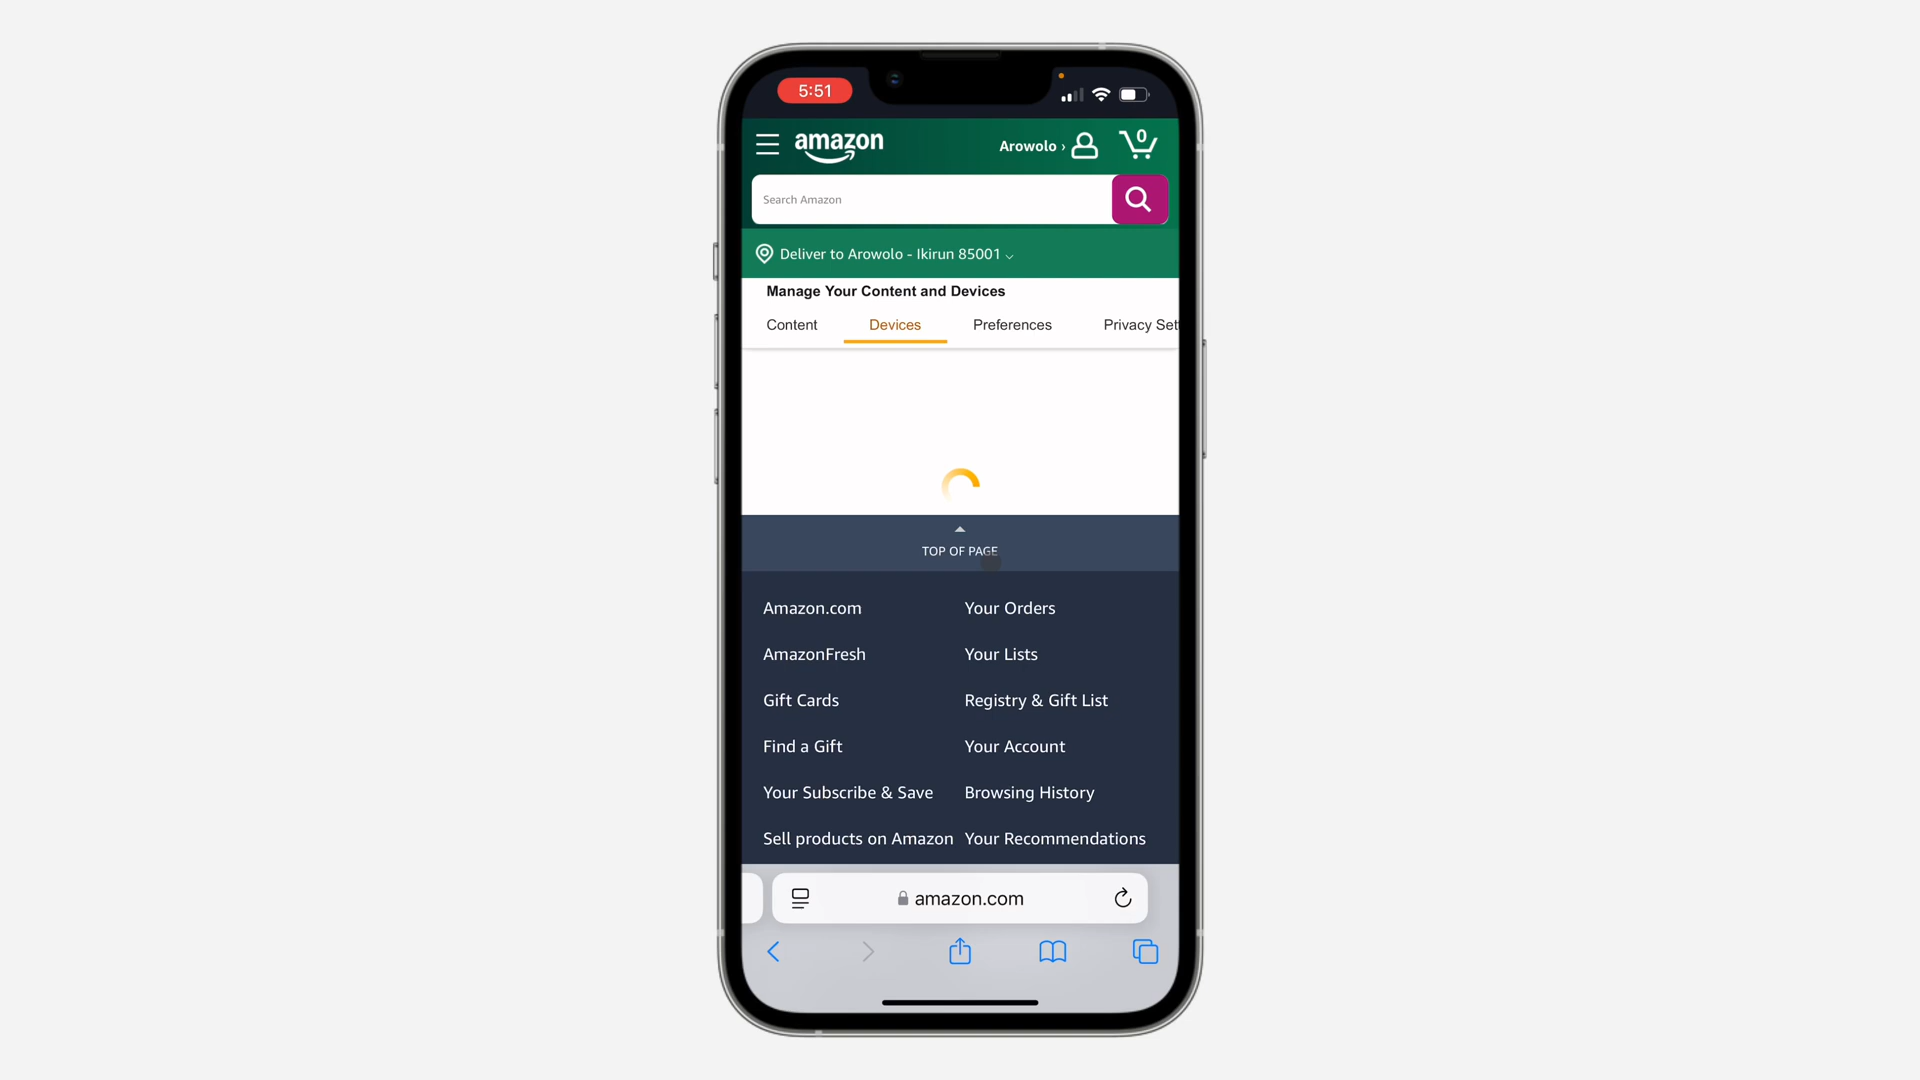 5:51
amazon
Arowolo ›
0
Search Amazon
Deliver to Arowolo - Ikirun 85001
Manage Your Content and Devices
Content Devices Preferences Privacy Sett
TOP OF PAGE
Amazon.com Your Orders
AmazonFresh Your Lists
Gift Cards Registry & Gift List
Find a Gift Your Account
Your Subscribe & Save Browsing History
Sell products on Amazon Your Recommendations
amazon.com